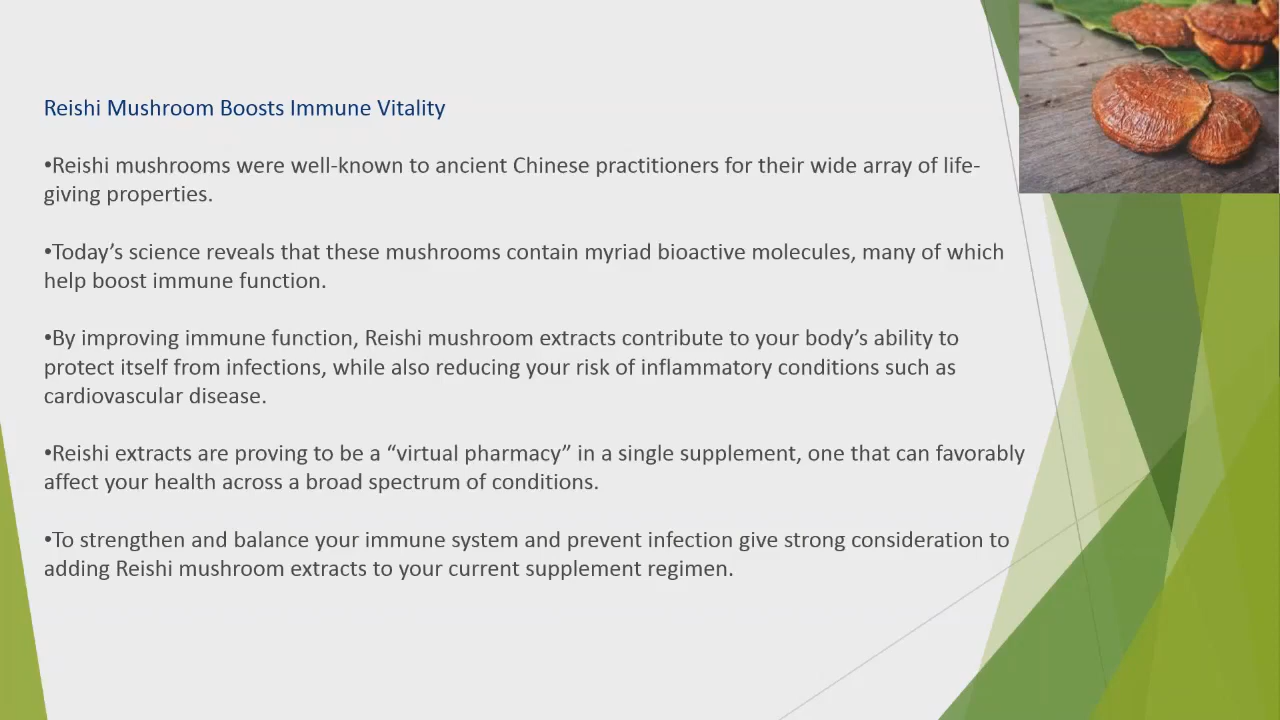 Reishi Mushroom Boosts Immune Vitality
•Reishi mushrooms were well-known to ancient Chinese practitioners for their wide array of life-
giving properties.
•Today’s science reveals that these mushrooms contain myriad bioactive molecules, many of which
help boost immune function.
•By improving immune function, Reishi mushroom extracts contribute to your body’s ability to
protect itself from infections, while also reducing your risk of inflammatory conditions such as
cardiovascular disease.
•Reishi extracts are proving to be a “virtual pharmacy” in a single supplement, one that can favorably
affect your health across a broad spectrum of conditions.
•To strengthen and balance your immune system and prevent infection give strong consideration to
adding Reishi mushroom extracts to your current supplement regimen.